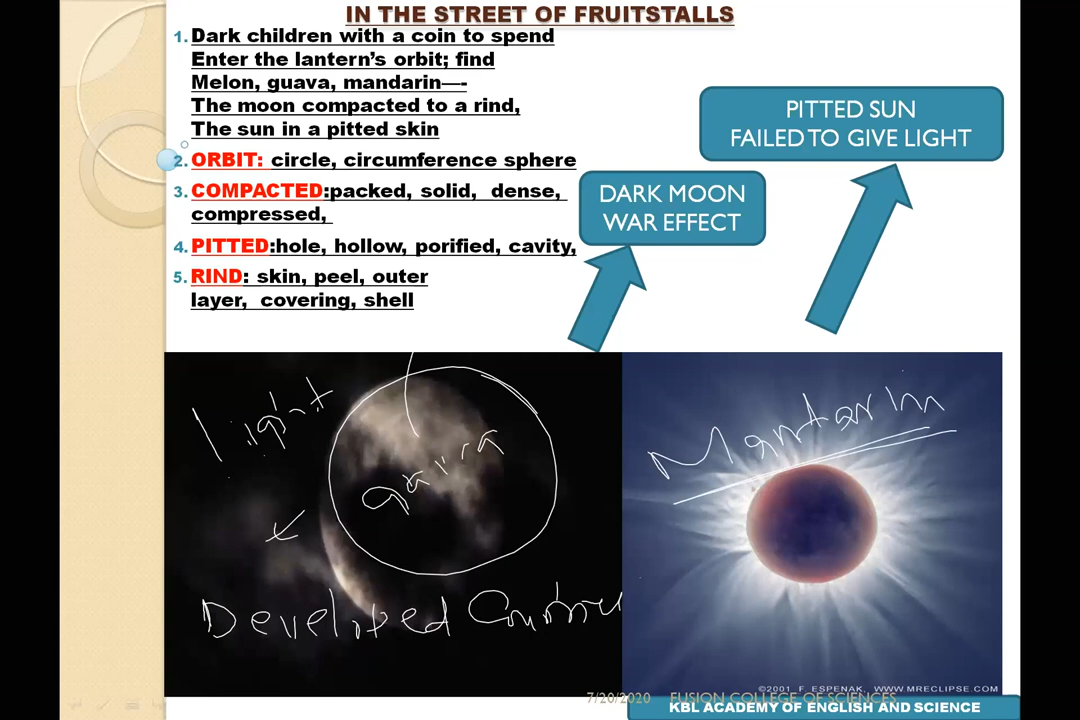 IN THE STREET OF FRUITSTALLS
1. Dark children with a coin to spend
Enter the lantern's orbit; find
Melon, guava, mandarin—-
The moon compacted to a rind,
The sun in a pitted skin
2. ORBIT: circle, circumference sphere
3. COMPACTED:packed, solid, dense,
compressed,
4. PITTED:hole, hollow, porified, cavity,
5. RIND: skin, peel, outer
layer, covering, shell
PITTED SUN
FAILED TO GIVE LIGHT
DARK MOON
WAR EFFECT
Light
Developed
©2001 F. ESPENAK, WWW.MRECLIPSE.COM
7/20/2020 FUSION COLLEGE OF SCIENCES
KBL ACADEMY OF ENGLISH AND SCIENCE